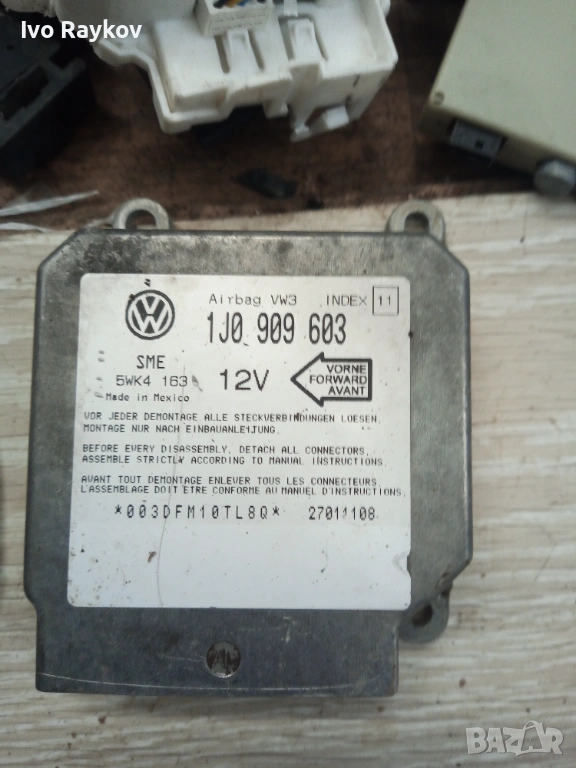 Ivo Raykov
Airbag VW3 INDEX 11
1J0 909 603
SME
5WK4 163
12V
VORNE
FORWARD
AVANT
Made in Mexico
VOR JEDER DEMONTAGE ALLE STECKVERBINDUNGEN LOESEN.
MONTAGE NUR NACH EINBAUANLEIJUNG.
BEFORE EVERY DISASSEMBLY, DETACH ALL CONNECTORS.
ASSEMBLE STRICTLY ACCORDING TO MANUAL INSTRUCTIONS.
AVANT TOUT DEMONTAGE ENLEVER TOUS LES CONNECTEURS.
L'ASSEMBLAGE DOIT ETRE CONFORME AU MANUEL D'INSTRUCTIONS.
*003DFM10TL8Q* 27011108
BAZAR